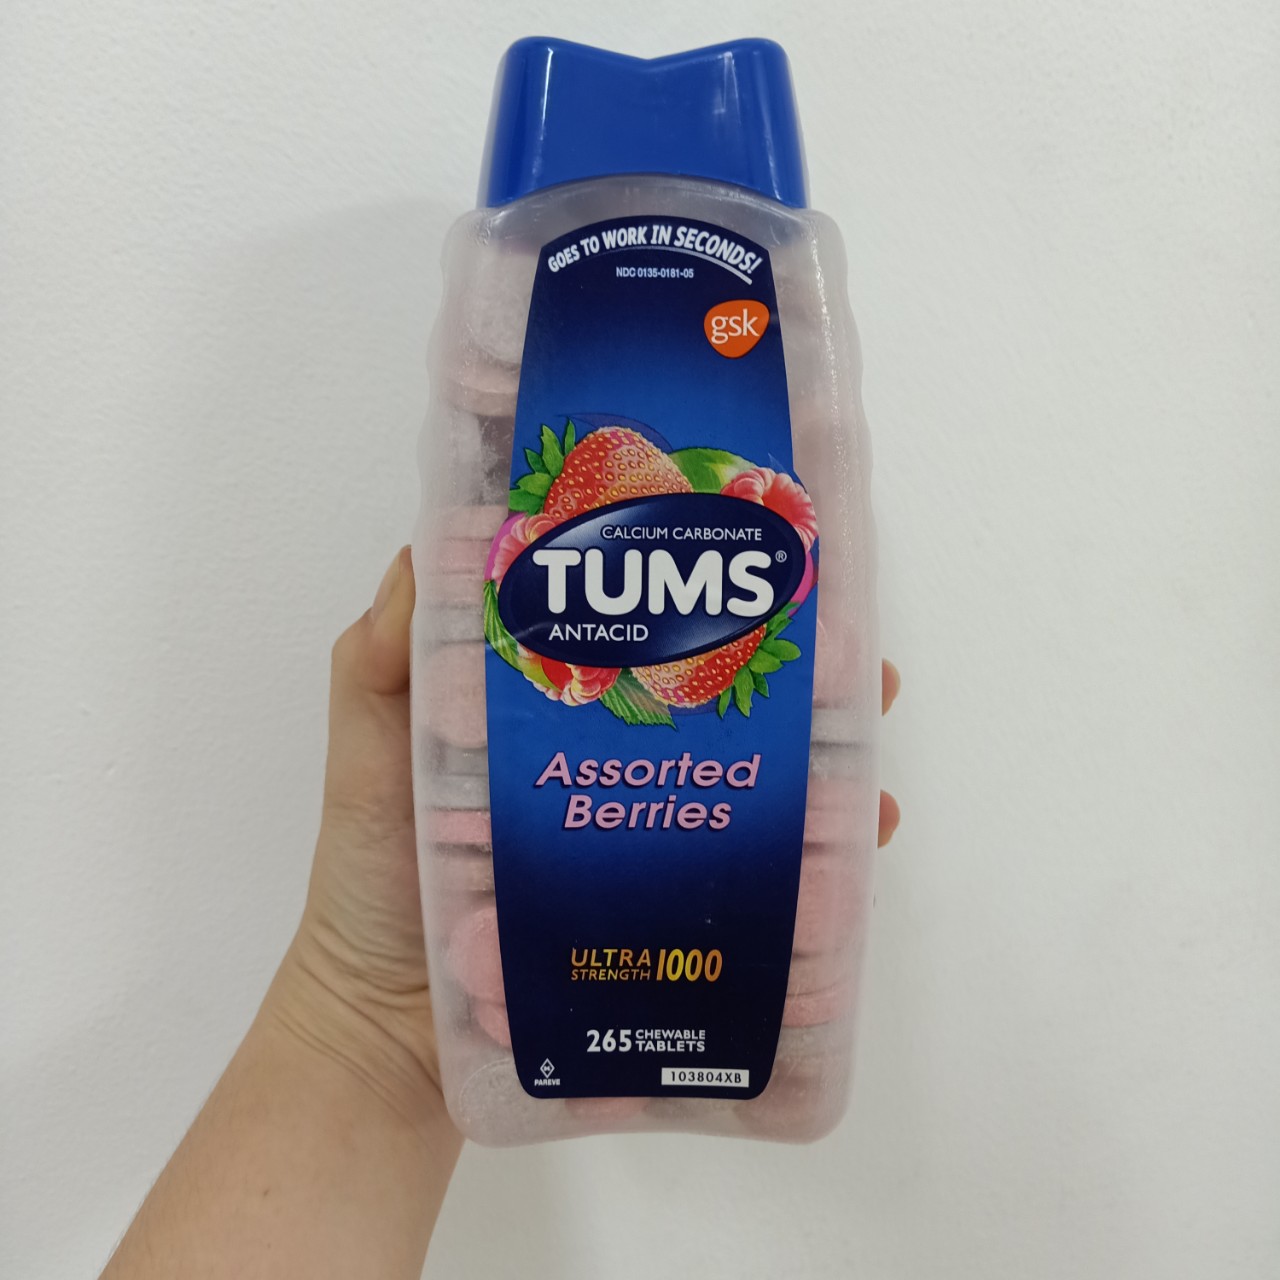 GOES TO WORK IN SECONDS!
NDC 0135-0181-05
gsk
CALCIUM CARBONATE
TUMS®
ANTACID
Assorted
Berries
ULTRA STRENGTH 1000
265 CHEWABLE TABLETS
PAREVE
103804XB